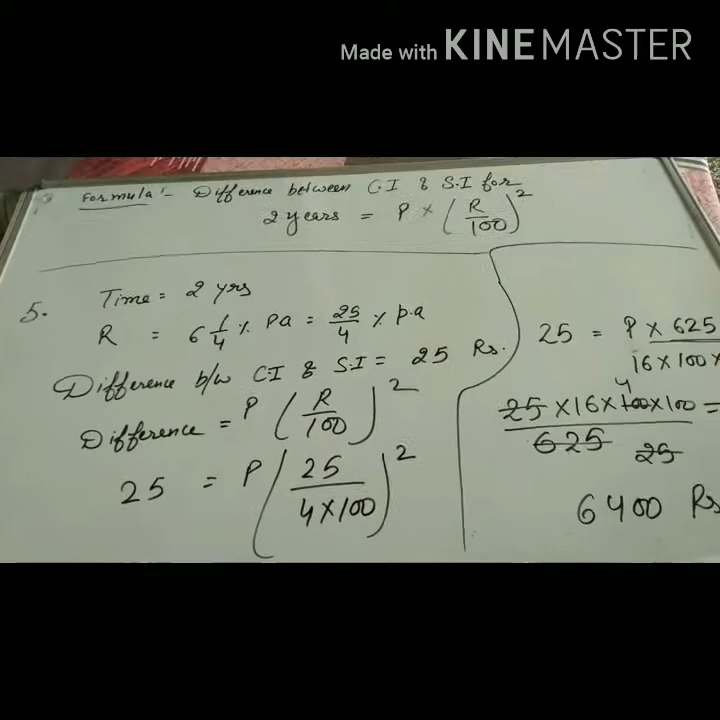 Made with KINEMASTER
Formula:- Difference between C.I & S.I for
2 years = P × (R/100)²
5. Time = 2 yrs
R = 6 1/4 % Pa = 25/4 % p.a
Difference b/w C.I & S.I = 25 Rs.
Difference = P (R/100)²
25 = P (25/4×100)²
25 = P × 625/16×100×
25×16×100×100/625 =
4
25
6400 Rs